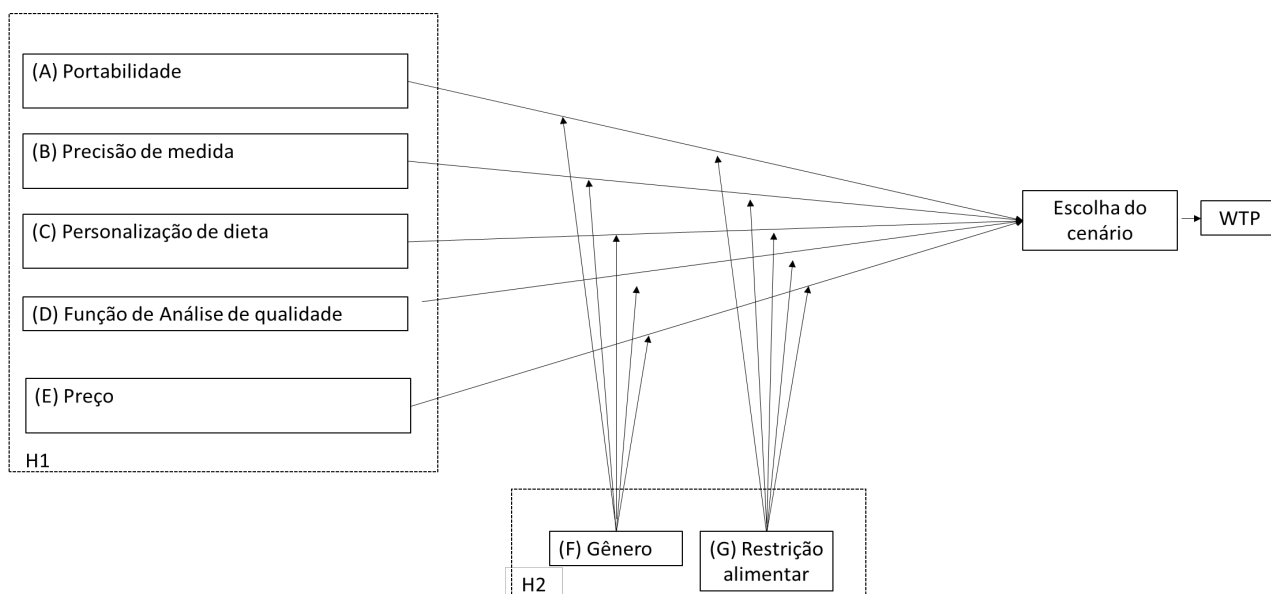 (A) Portabilidade
(B) Precisão de medida
(C) Personalização de dieta
(D) Função de Análise de qualidade
(E) Preço
H1
Escolha do
cenário
WTP
(F) Gênero
(G) Restrição
alimentar
H2